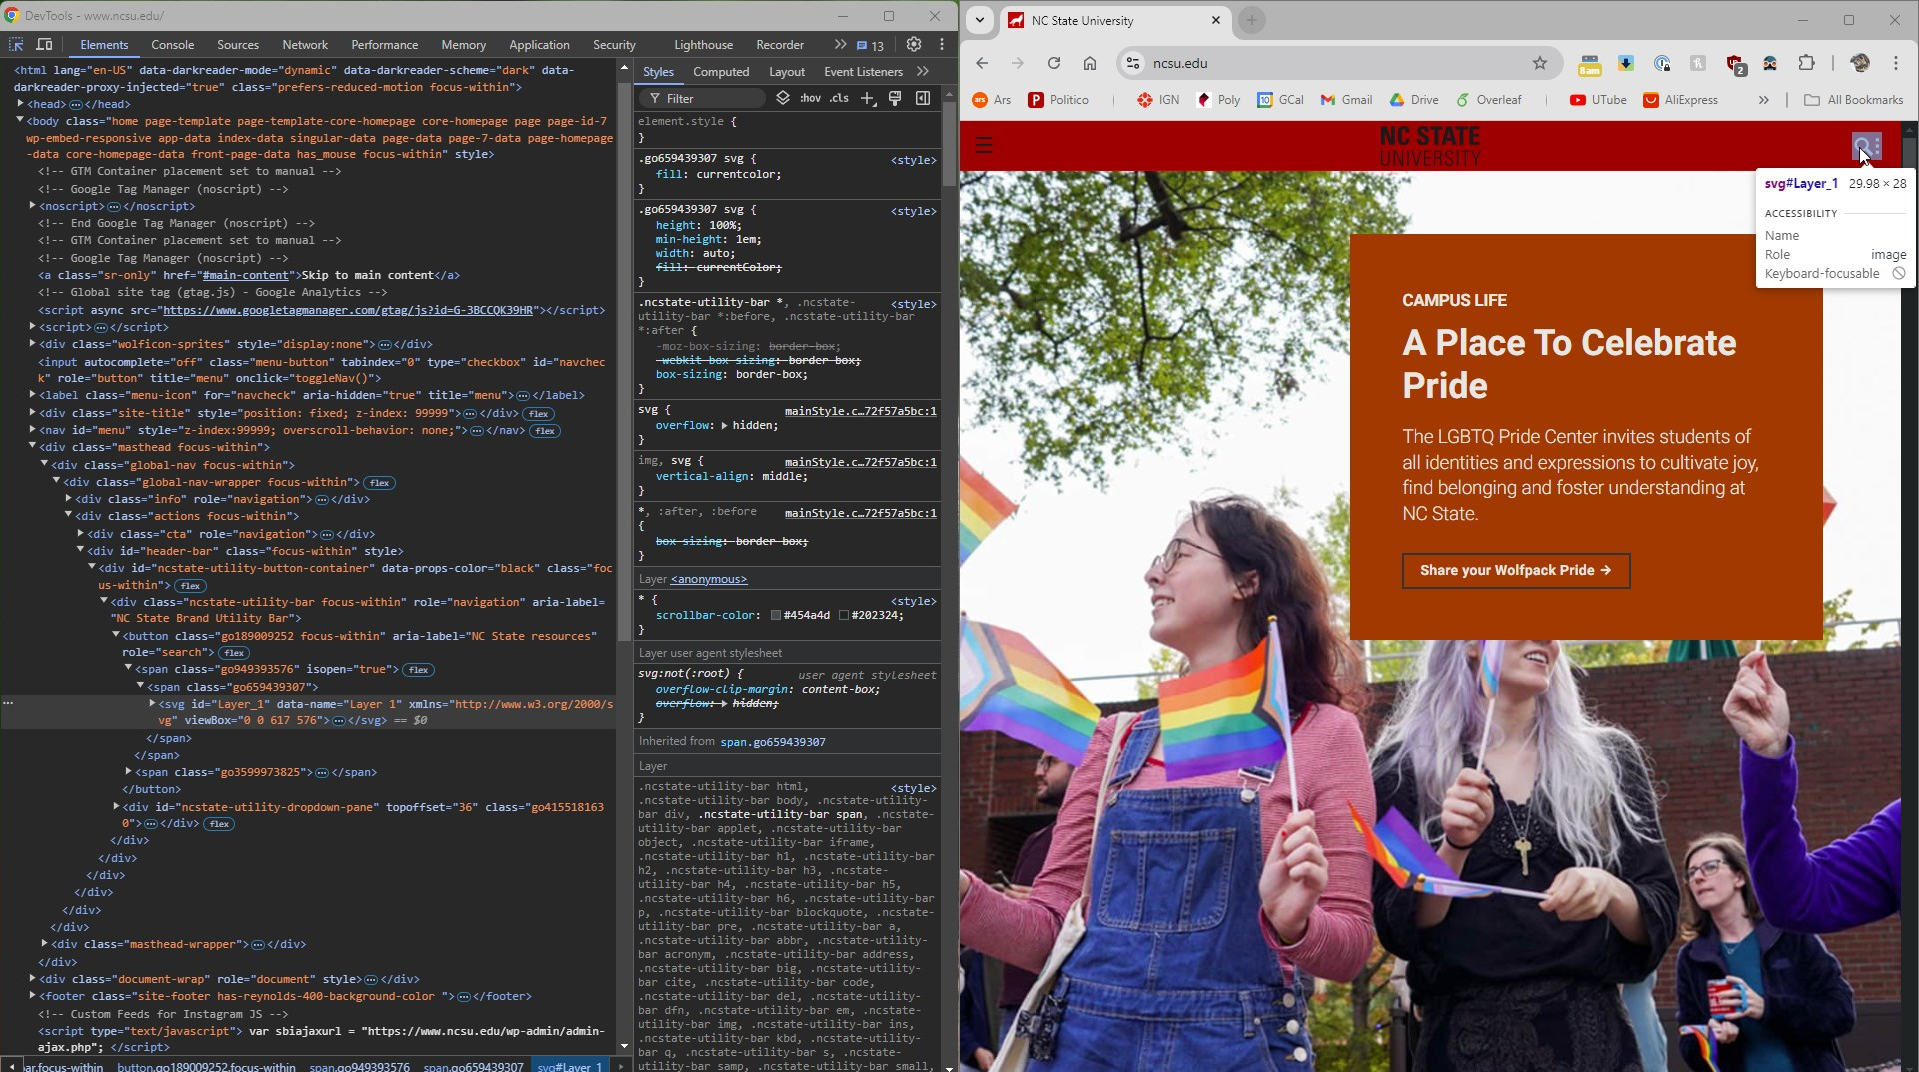 DevTools - www.ncsu.edu/
Elements Console Sources Network Performance Memory Application Security Lighthouse Recorder 13
<html lang="en-US" data-darkreader-mode="dynamic" data-darkreader-scheme="dark" data-
darkreader-proxy-injected="true" class="prefers-reduced-motion focus-within">
<head></head>
<body class="home page-template page-template-core-homepage core-homepage page page-id-7
wp-embed-responsive app-data index-data singular-data page-data page-7-data page-homepage
-data core-homepage-data front-page-data has_mouse focus-within" style>
<!-- GTM Container placement set to manual -->
<!-- Google Tag Manager (noscript) -->
<noscript></noscript>
<!-- End Google Tag Manager (noscript) -->
<!-- GTM Container placement set to manual -->
<!-- Google Tag Manager (noscript) -->
<a class="sr-only" href="#main-content">Skip to main content</a>
<!-- Global site tag (gtag.js) - Google Analytics -->
<script async src="https://www.googletagmanager.com/gtag/js?id=G-3BCCQK39HR"></script>
<script></script>
<div class="wolficon-sprites" style="display:none"></div>
<input autocomplete="off" class="menu-button" tabindex="0" type="checkbox" id="navchec
k" role="button" title="menu" onclick="toggleNav()">
<label class="menu-icon" for="navcheck" aria-hidden="true" title="menu"></label>
<div class="site-title" style="position: fixed; z-index: 99999"></div> flex
<nav id="menu" style="z-index:99999; overscroll-behavior: none;"></nav> flex
<div class="masthead focus-within">
<div class="global-nav focus-within">
<div class="global-nav-wrapper focus-within"> flex
<div class="info" role="navigation"></div>
<div class="actions focus-within">
<div class="cta" role="navigation"></div>
<div id="header-bar" class="focus-within" style>
<div id="ncstate-utility-button-container" data-props-color="black" class="foc
us-within"> flex
<div class="ncstate-utility-bar focus-within" role="navigation" aria-label=
"NC State Brand Utility Bar">
<button class="go189009252 focus-within" aria-label="NC State resources"
role="search"> flex
<span class="go949393576" isopen="true"> flex
<span class="go659439307">
<svg id="Layer_1" data-name="Layer 1" xmlns="http://www.w3.org/2000/s
vg" viewBox="0 0 617 576"></svg> == $0
</span>
</span>
<span class="go3599973825"></span>
</button>
<div id="ncstate-utility-dropdown-pane" topoffset="36" class="go415518163
0"></div> flex
</div>
</div>
</div>
</div>
</div>
</div>
<div class="masthead-wrapper"></div>
</div>
<div class="document-wrap" role="document" style></div>
<footer class="site-footer has-reynolds-400-background-color "></footer>
<!-- Custom Feeds for Instagram JS -->
<script type="text/javascript"> var sbiajaxurl = "https://www.ncsu.edu/wp-admin/admin-
ajax.php"; </script>
ar.focus-within button.go189009252.focus-within span.go949393576 span.go659439307 svg#Layer_1
Styles Computed Layout Event Listeners
Filter :hov .cls
element.style {
}
.go659439307 svg { <style>
fill: currentcolor;
}
.go659439307 svg { <style>
height: 100%;
min-height: 1em;
width: auto;
fill: currentColor;
}
.ncstate-utility-bar *, .ncstate- <style>
utility-bar *:before, .ncstate-utility-bar
*:after {
-moz-box-sizing: border-box;
-webkit-box-sizing: border-box;
box-sizing: border-box;
}
svg { mainStyle.c…72f57a5bc:1
overflow: hidden;
}
img, svg { mainStyle.c…72f57a5bc:1
vertical-align: middle;
}
*, :after, :before mainStyle.c…72f57a5bc:1
{
box-sizing: border-box;
}
Layer <anonymous>
* { <style>
scrollbar-color: #454a4d #202324;
}
Layer user agent stylesheet
svg:not(:root) { user agent stylesheet
overflow-clip-margin: content-box;
overflow: hidden;
}
Inherited from span.go659439307
Layer
.ncstate-utility-bar html, <style>
.ncstate-utility-bar body, .ncstate-utility-
bar div, .ncstate-utility-bar span, .ncstate-
utility-bar applet, .ncstate-utility-bar
object, .ncstate-utility-bar iframe,
.ncstate-utility-bar h1, .ncstate-utility-bar
h2, .ncstate-utility-bar h3, .ncstate-
utility-bar h4, .ncstate-utility-bar h5,
.ncstate-utility-bar h6, .ncstate-utility-bar
p, .ncstate-utility-bar blockquote, .ncstate-
utility-bar pre, .ncstate-utility-bar a,
.ncstate-utility-bar abbr, .ncstate-utility-
bar acronym, .ncstate-utility-bar address,
.ncstate-utility-bar big, .ncstate-utility-
bar cite, .ncstate-utility-bar code,
.ncstate-utility-bar del, .ncstate-utility-
bar dfn, .ncstate-utility-bar em, .ncstate-
utility-bar img, .ncstate-utility-bar ins,
.ncstate-utility-bar kbd, .ncstate-utility-
bar q, .ncstate-utility-bar s, .ncstate-
utility-bar samp, .ncstate-utility-bar small,
NC State University
ncsu.edu
8am
2
ars Ars Politico IGN Poly 10 GCal Gmail Drive Overleaf UTube AliExpress All Bookmarks
NC STATE
UNIVERSITY
svg#Layer_1 29.98 × 28
ACCESSIBILITY
Name
Role image
Keyboard-focusable
CAMPUS LIFE
A Place To Celebrate
Pride
The LGBTQ Pride Center invites students of
all identities and expressions to cultivate joy,
find belonging and foster understanding at
NC State.
Share your Wolfpack Pride →